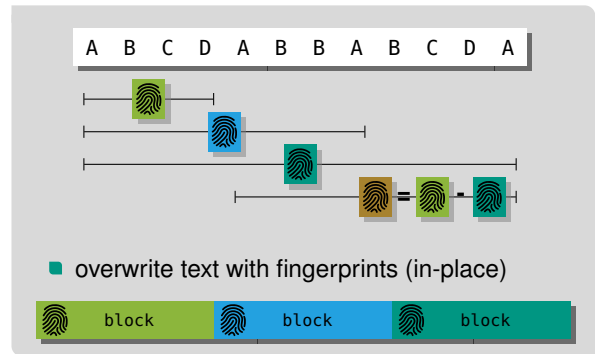 A B C D A B B A B C D A
= -
overwrite text with fingerprints (in-place)
block block block